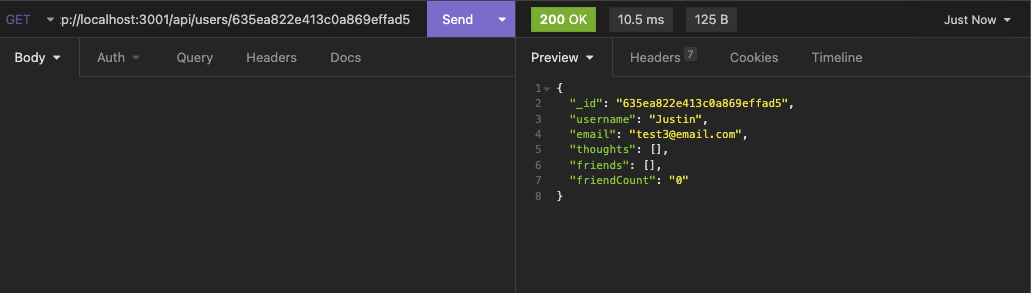 GET :p://localhost:3001/api/users/635ea822e413c0a869effad5 Send 200 OK 10.5 ms 125 B Just Now
Body Auth Query Headers Docs Preview Headers 7 Cookies Timeline
1 {
2 "_id": "635ea822e413c0a869effad5",
3 "username": "Justin",
4 "email": "test3@email.com",
5 "thoughts": [],
6 "friends": [],
7 "friendCount": "0"
8 }